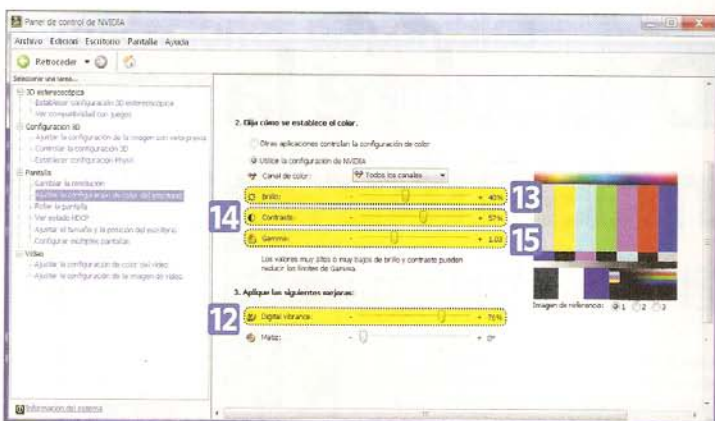 Panel de control de NVIDIA
Archivo Edición Escritorio Pantalla Ayuda
Retroceder
Seleccionar una tarea...
3D estereoscópica
Establecer configuración 3D estereoscópica
Ver compatibilidad con juegos
Configuración 3D
Ajustar la configuración de la imagen con vista previa
Controlar la configuración 3D
Establecer configuración PhysX
Pantalla
Cambiar la resolución
Ajustar la configuración de color del escritorio
Rotar la pantalla
Ver estado HDCP
Ajustar el tamaño y la posición del escritorio
Configurar múltiples pantallas
Vídeo
Ajustar la configuración de color del vídeo
Ajustar la configuración de la imagen de vídeo
Información del sistema
2. Elija cómo se establece el color.
Otras aplicaciones controlan la configuración de color
Utilice la configuración de NVIDIA
Canal de color: Todos los canales
Brillo: - + 40% 13
14 Contraste: - + 57%
Gamma: - + 1.03 15
Los valores muy altos o muy bajos de brillo y contraste pueden
reducir los límites de Gamma.
3. Aplique las siguientes mejoras:
12 Digital vibrance: - + 76%
Matiz: - + 0°
Imagen de referencia: 1 2 3